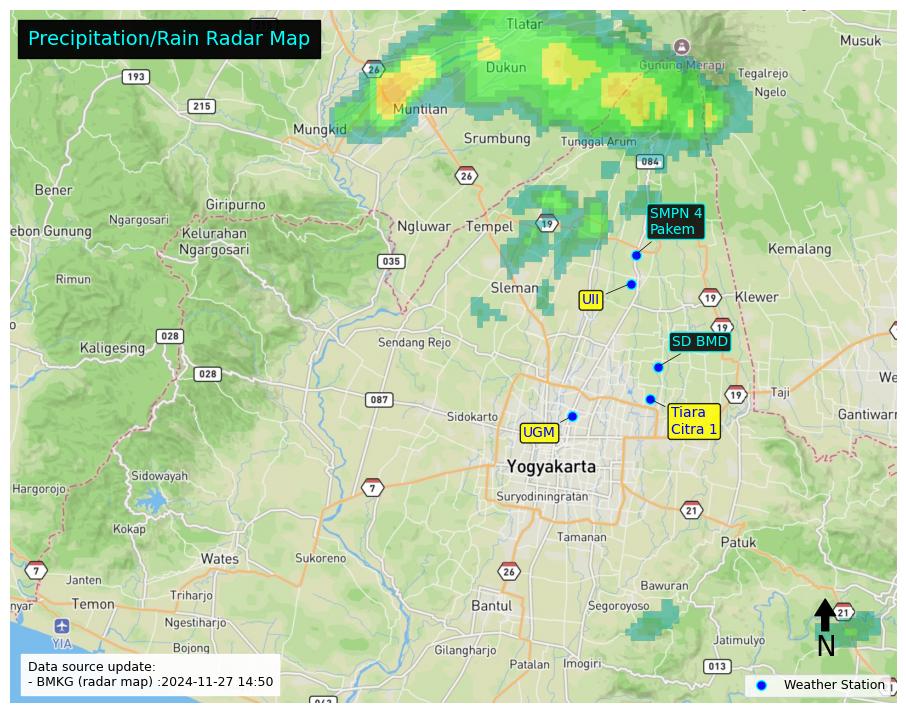 Precipitation/Rain Radar Map
Tlatar
Musuk
26
Gunung Merapi
Dukun
193
Tegalrejo
Ngelo
215
Muntilan
Mungkid
Srumbung
Tunggal Arum
084
26
Bener
Giripurno
SMPN 4
Pakem
Ngargosari
19
Ngluwar
Tempel
ebon Gunung
Kelurahan
Ngargosari
Kemalang
035
Rimun
Sleman
UII
19
Klewer
19
028
SD BMD
Sendang Rejo
Kaligesing
028
We
087
19
Taji
Sidokarto
Tiara
Citra 1
Gantiwarn
UGM
Yogyakarta
Sidowayah
Hargorojo
7
Suryodiningratan
21
Kokap
Tamanan
Patuk
Wates
Sukoreno
7
26
Janten
Bawuran
Triharjo
nyar
Temon
Bantul
Segoroyoso
21
Ngestiharjo
YIA
Jatimulyo
N
Bojong
Gilangharjo
Patalan
Imogiri
013
Data source update:
- BMKG (radar map) :2024-11-27 14:50
Weather Station